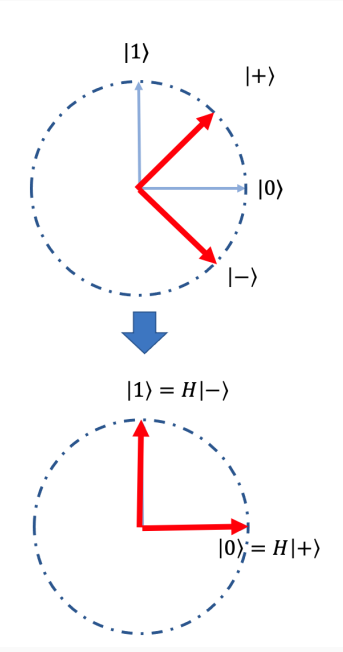 |1⟩
|+⟩
|0⟩
|−⟩
|1⟩ = H|−⟩
|0⟩ = H|+⟩